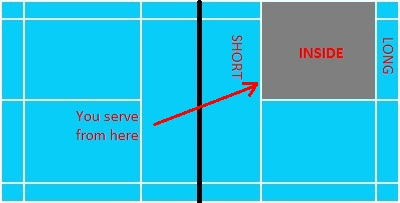 SHORT
INSIDE
LONG
You serve
from here